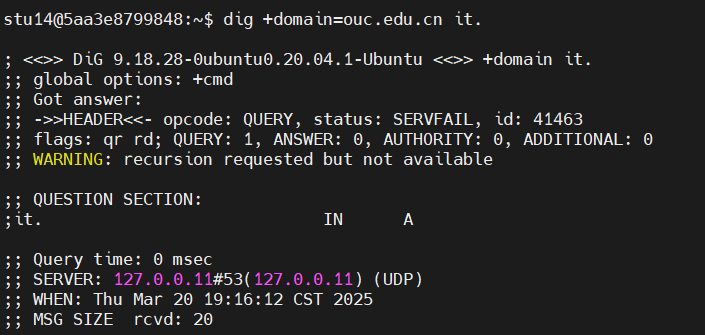 stu14@5aa3e8799848:~$ dig +domain=ouc.edu.cn it.
; <<>> DiG 9.18.28-0ubuntu0.20.04.1-Ubuntu <<>> +domain it.
;; global options: +cmd
;; Got answer:
;; ->>HEADER<<- opcode: QUERY, status: SERVFAIL, id: 41463
;; flags: qr rd; QUERY: 1, ANSWER: 0, AUTHORITY: 0, ADDITIONAL: 0
;; WARNING: recursion requested but not available
;; QUESTION SECTION:
;it. IN A
;; Query time: 0 msec
;; SERVER: 127.0.0.11#53(127.0.0.11) (UDP)
;; WHEN: Thu Mar 20 19:16:12 CST 2025
;; MSG SIZE rcvd: 20